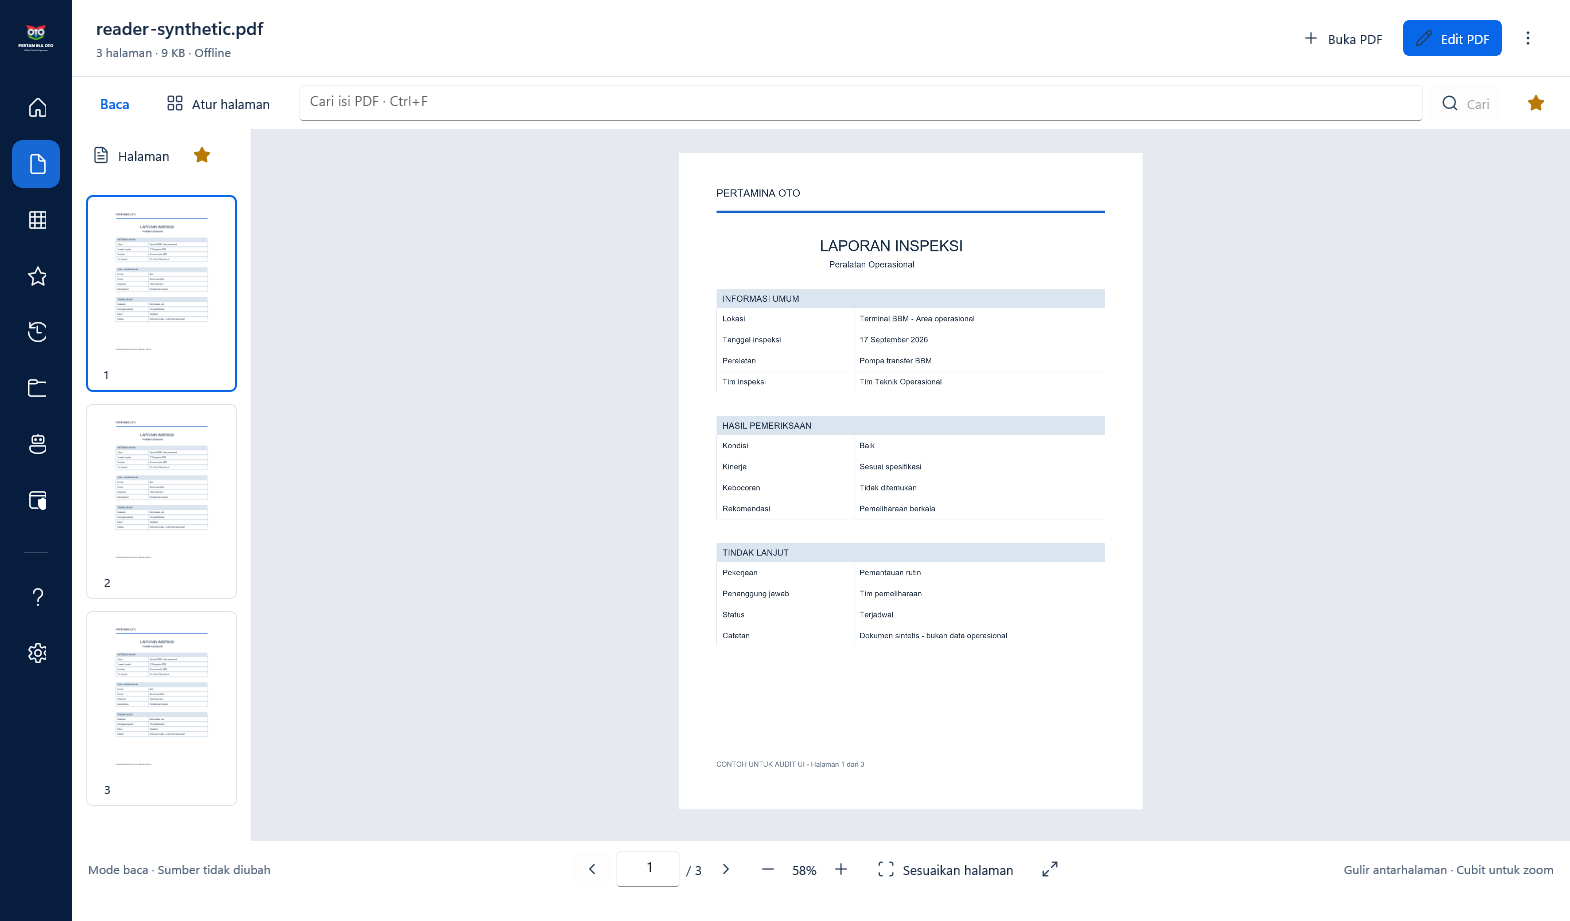 OTO
PERTAMINA OTO
reader-synthetic.pdf
3 halaman · 9 KB · Offline
Buka PDF
Edit PDF
Baca
Atur halaman
Cari isi PDF · Ctrl+F
Cari
Halaman
1
2
3
PERTAMINA OTO
LAPORAN INSPEKSI
Peralatan Operasional
INFORMASI UMUM
Lokasi Terminal BBM - Area operasional
Tanggal inspeksi 17 September 2026
Peralatan Pompa transfer BBM
Tim inspeksi Tim Teknik Operasional
HASIL PEMERIKSAAN
Kondisi Baik
Kinerja Sesuai spesifikasi
Kebocoran Tidak ditemukan
Rekomendasi Pemeliharaan berkala
TINDAK LANJUT
Pekerjaan Pemantauan rutin
Penanggung jawab Tim pemeliharaan
Status Terjadwal
Catatan Dokumen sintetis - bukan data operasional
CONTOH UNTUK AUDIT UI - Halaman 1 dari 3
Mode baca · Sumber tidak diubah
1 / 3
58%
Sesuaikan halaman
Gulir antarhalaman · Cubit untuk zoom